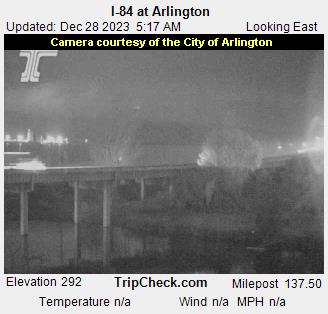 I-84 at Arlington
Updated: Dec 28 2023 5:17 AM Looking East
Camera courtesy of the City of Arlington
Elevation 292 TripCheck.com Milepost 137.50
Temperature n/a Wind n/a MPH n/a